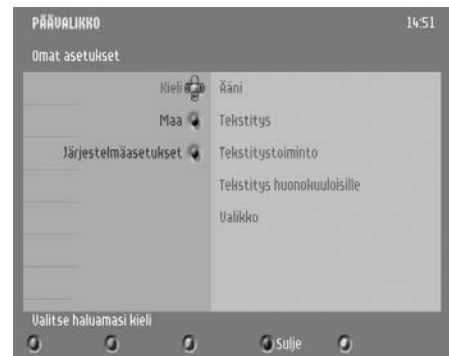 PÄÄVALIKKO 14:51
Omat asetukset
Kieli Ääni
Maa Tekstitys
Järjestelmäasetukset Tekstitystoiminto
Tekstitys huonokuuloisille
Valikko
Valitse haluamasi kieli
Sulje